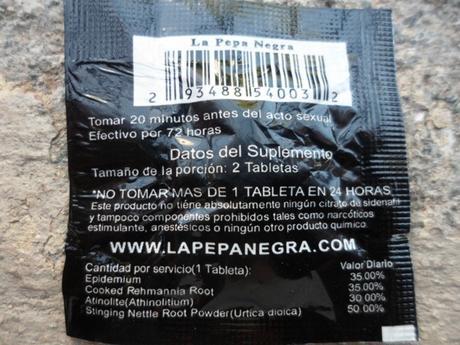 La Pepa Negra
2 93488 54003 2
Tomar 20 minutos antes del acto sexual
Efectivo por 72 horas
Datos del Suplemento
Tamaño de la porción: 2 Tabletas
*NO TOMAR MAS DE 1 TABLETA EN 24 HORAS
Este producto no tiene absolutamente ningún citrato de sidenafil
y tampoco componentes prohibidos tales como narcóticos
estimulante, anestésicos o ningún otro producto quimico.
WWW.LAPEPANEGRA.COM
Cantidad por servicio(1 Tableta): Valor Diario
Epidemium 35.00%
Cooked Rehmannia Root 35.00%
Atinolite(Athinolitium) 30.00%
Stinging Nettle Root Powder(Urtica dioica) 50.00%